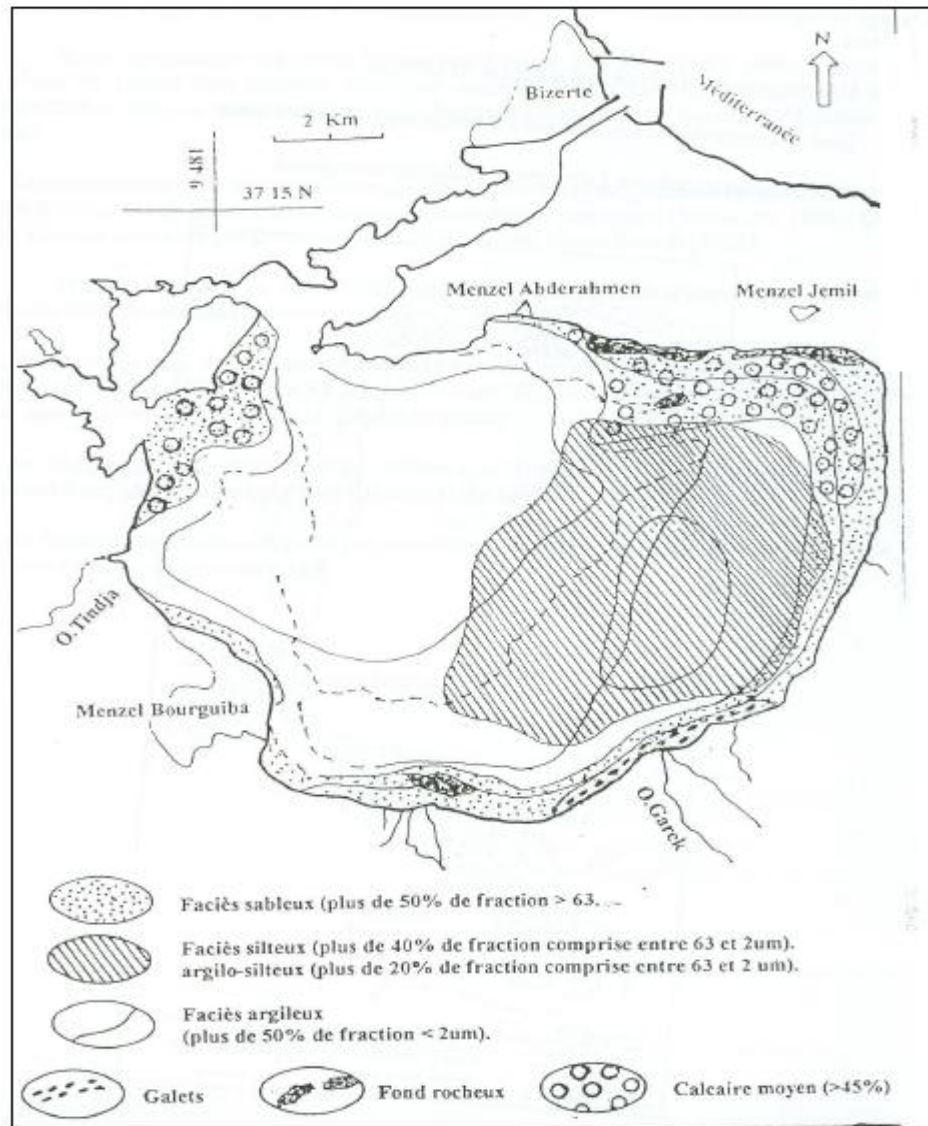 N
Bizerte
Méditerranée
2 Km
9 48'
37 15 N
Menzel Abderahmen
Menzel Jemil
O.Tindja
Menzel Bourguiba
O.Garek
Faciès sableux (plus de 50% de fraction > 63
Faciès silteux (plus de 40% de fraction comprise entre 63 et 2um).
argilo-silteux (plus de 20% de fraction comprise entre 63 et 2 um).
Faciès argileux
(plus de 50% de fraction < 2um).
Galets
Fond rocheux
Calcaire moyen (>45%)